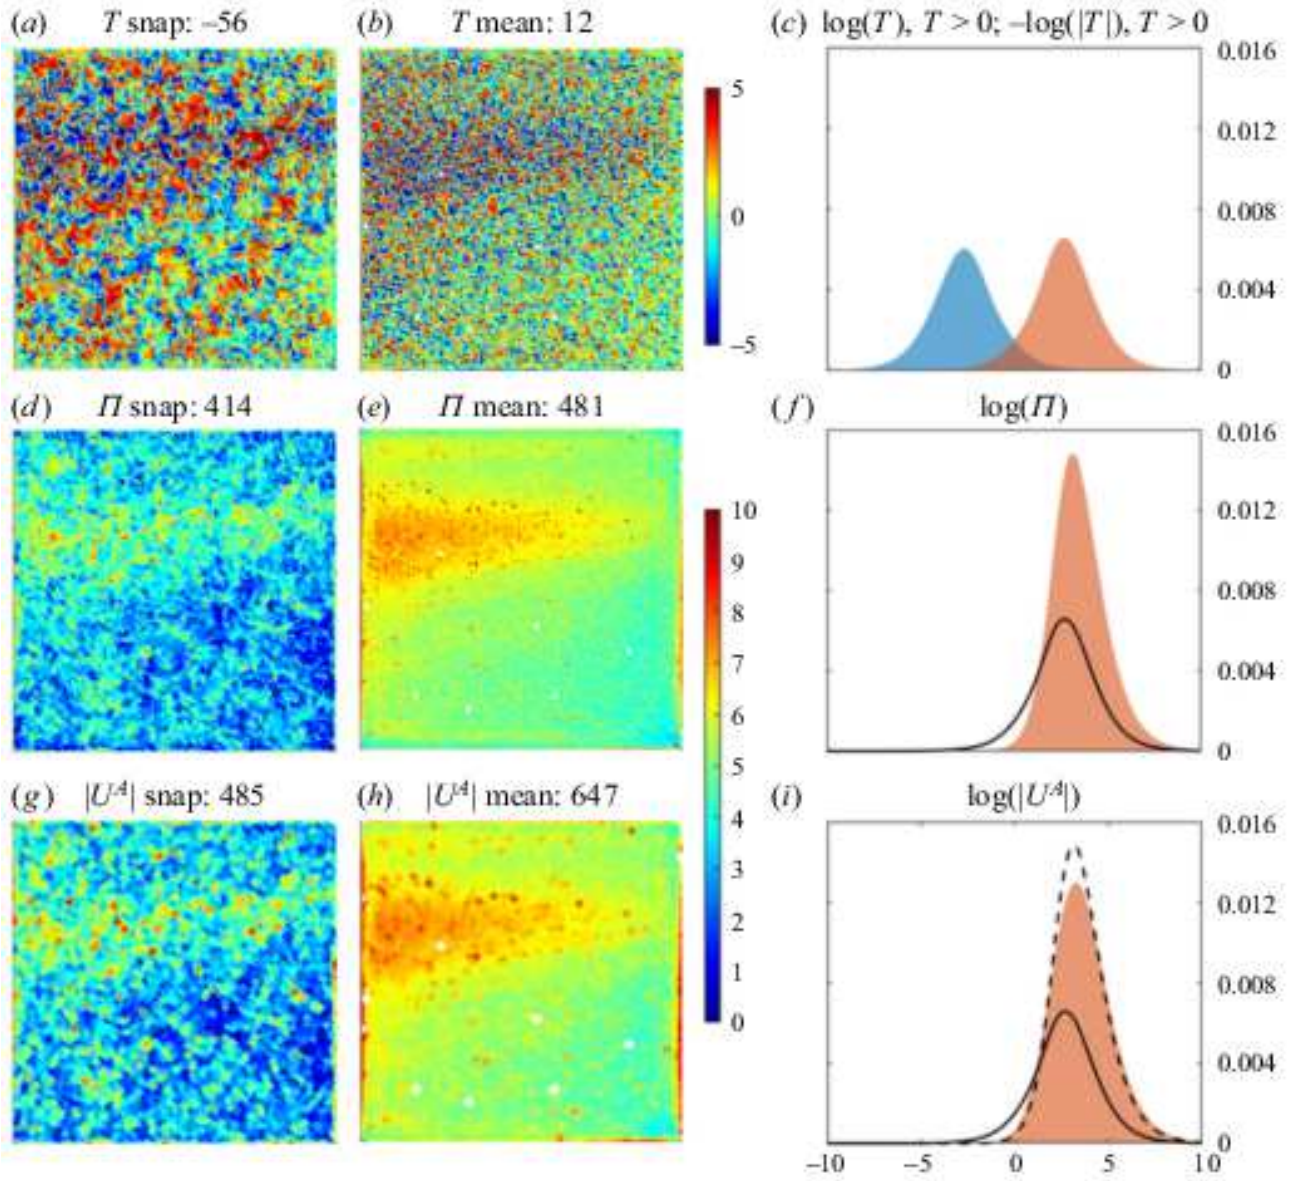 (a) T snap: –56
(b) T mean: 12
(c) log(T), T > 0; –log(|T|), T > 0
5
0
–5
0.016
0.012
0.008
0.004
0
(d) Π snap: 414
(e) Π mean: 481
(f) log(Π)
10
9
8
7
6
5
4
3
2
1
0
0.016
0.012
0.008
0.004
0
(g) |U^A| snap: 485
(h) |U^A| mean: 647
(i) log(|U^A|)
0.016
0.012
0.008
0.004
0
–10 –5 0 5 10